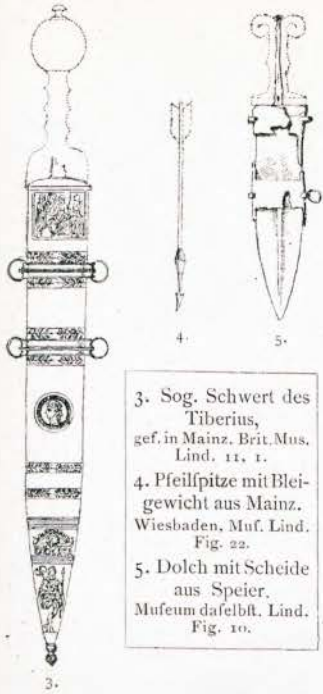 4.
5.
3. Sog. Schwert des
Tiberius,
gef. in Mainz. Brit. Mus.
Lind. 11, 1.
4. Pfeilſpitze mit Blei-
gewicht aus Mainz.
Wiesbaden, Muſ. Lind.
Fig. 22.
5. Dolch mit Scheide
aus Speier.
Muſeum daſelbſt. Lind.
Fig. 10.
3.